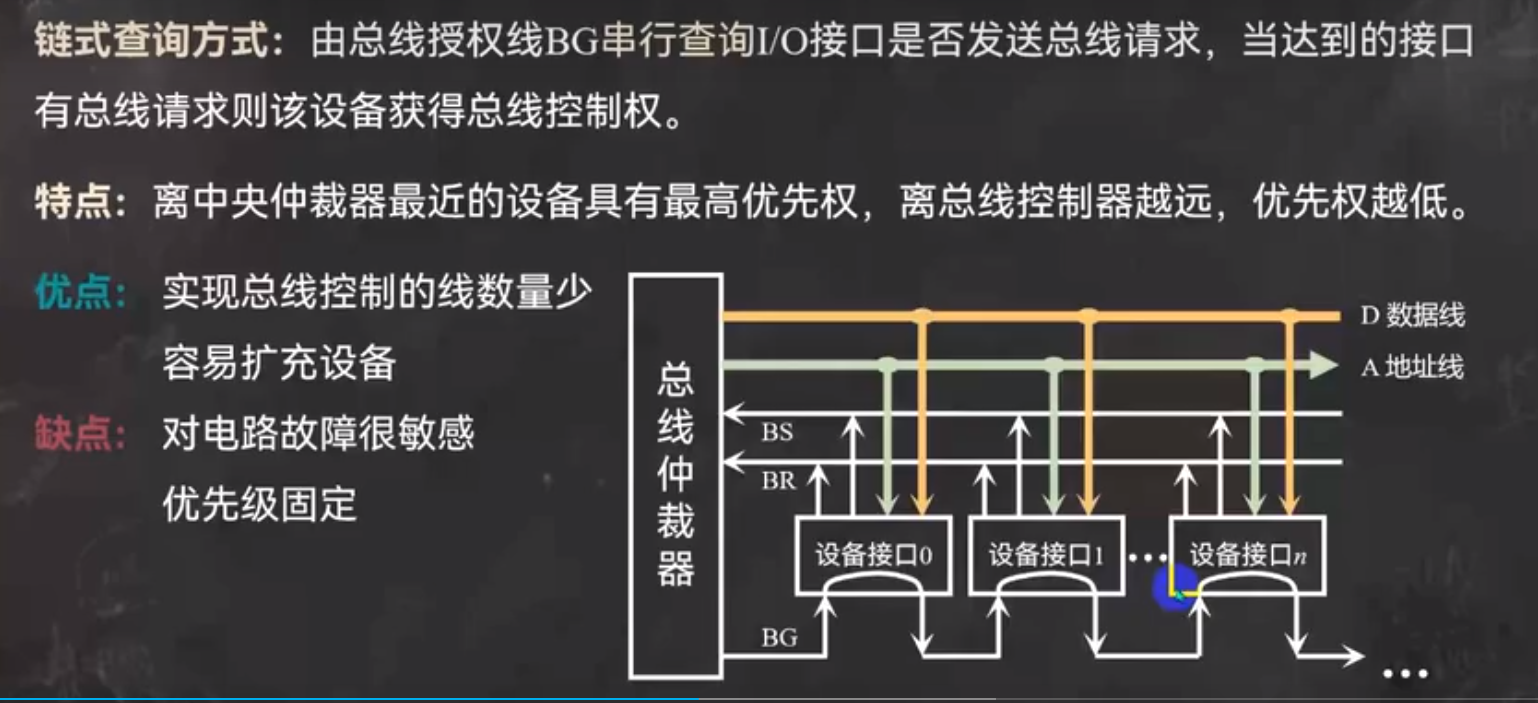 链式查询方式：由总线授权线BG串行查询I/O接口是否发送总线请求，当达到的接口
有总线请求则该设备获得总线控制权。
特点：离中央仲裁器最近的设备具有最高优先权，离总线控制器越远，优先权越低。
优点：实现总线控制的线数量少
容易扩充设备
缺点：对电路故障很敏感
优先级固定
总线仲裁器
D 数据线
A 地址线
BS
BR
设备接口0
设备接口1
…
设备接口n
BG
…